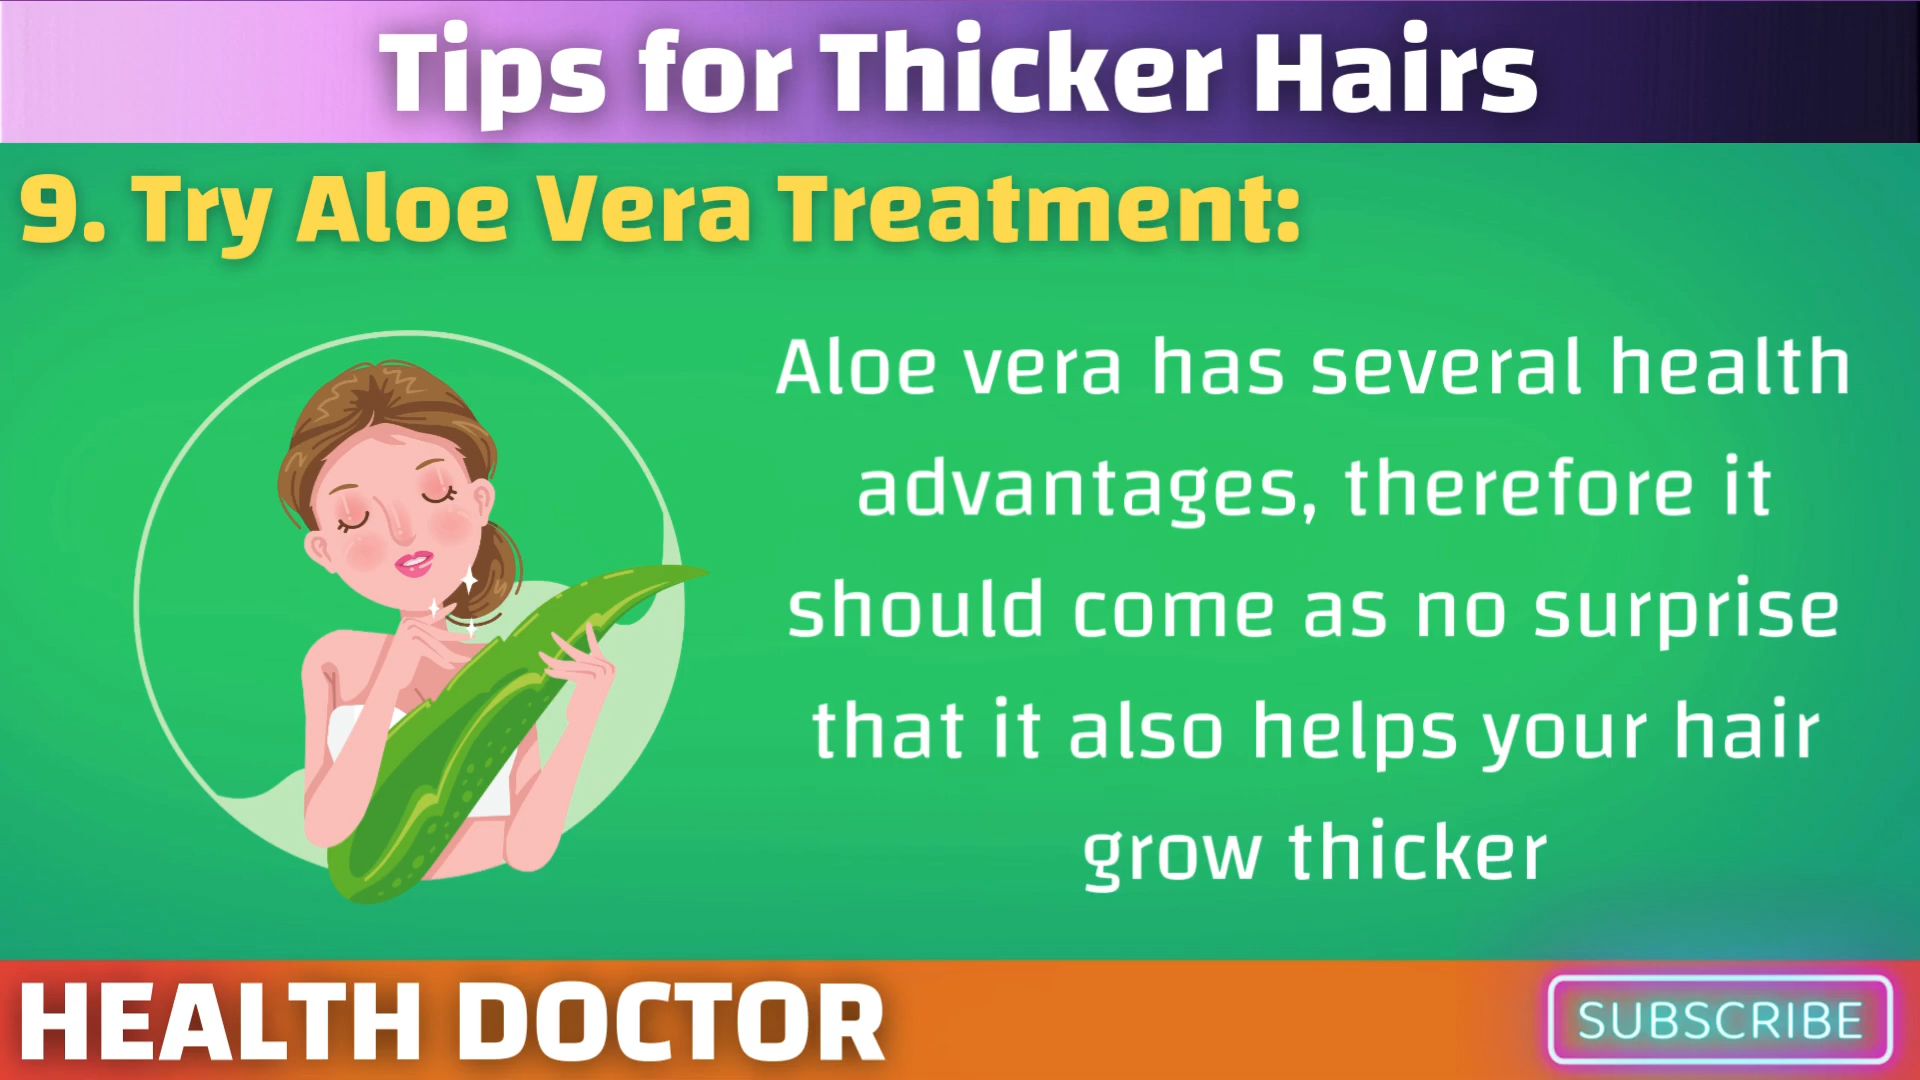 Tips for Thicker Hairs
9. Try Aloe Vera Treatment:
Aloe vera has several health
advantages, therefore it
should come as no surprise
that it also helps your hair
grow thicker
HEALTH DOCTOR
SUBSCRIBE